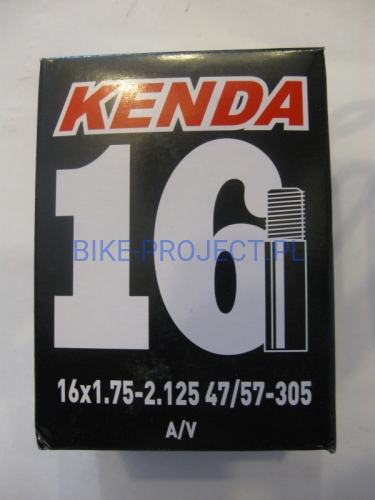 KENDA
16
BIKE-PROJECT.PL
16x1.75-2.125 47/57-305
A/V